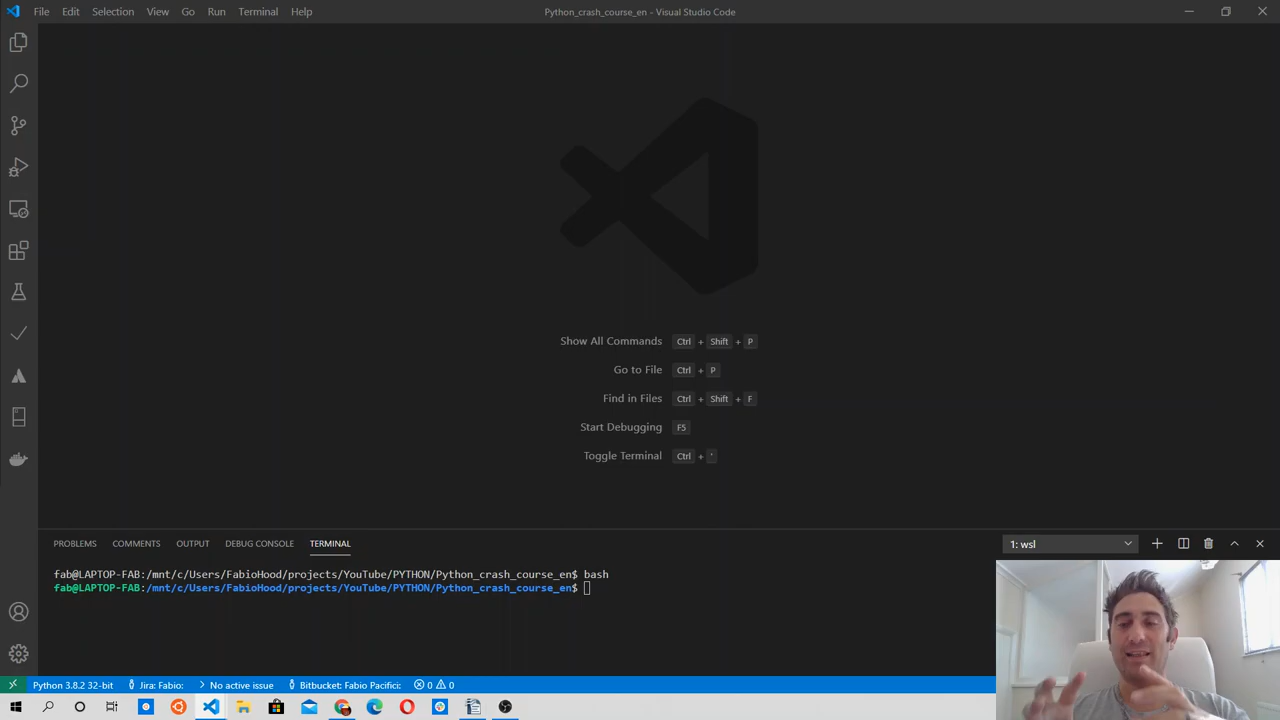 File Edit Selection View Go Run Terminal Help
Python_crash_course_en - Visual Studio Code
Show All Commands Ctrl + Shift + P
Go to File Ctrl + P
Find in Files Ctrl + Shift + F
Start Debugging F5
Toggle Terminal Ctrl + '
PROBLEMS COMMENTS OUTPUT DEBUG CONSOLE TERMINAL
1: wsl
fab@LAPTOP-FAB:/mnt/c/Users/FabioHood/projects/YouTube/PYTHON/Python_crash_course_en$ bash
fab@LAPTOP-FAB:/mnt/c/Users/FabioHood/projects/YouTube/PYTHON/Python_crash_course_en$
Python 3.8.2 32-bit Jira: Fabio: No active issue Bitbucket: Fabio Pacifici: 0 0